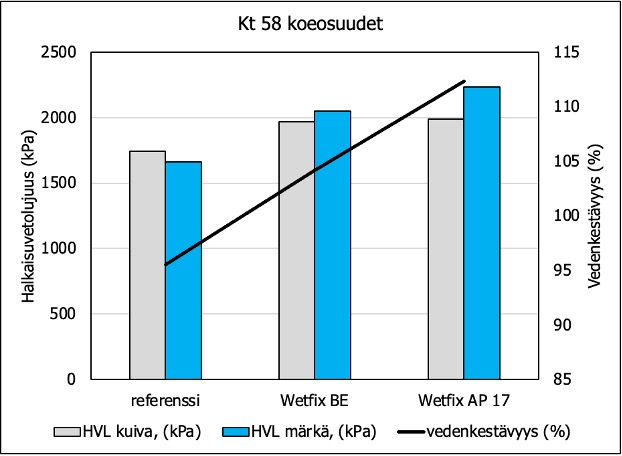 Kt 58 koeosuudet
2500
2000
1500
1000
500
0
Halkaisuvetolujuus (kPa)
115
110
105
100
95
90
85
Vedenkestävyys (%)
referenssi
Wetfix BE
Wetfix AP 17
HVL kuiva, (kPa)
HVL märkä, (kPa)
vedenkestävyys (%)